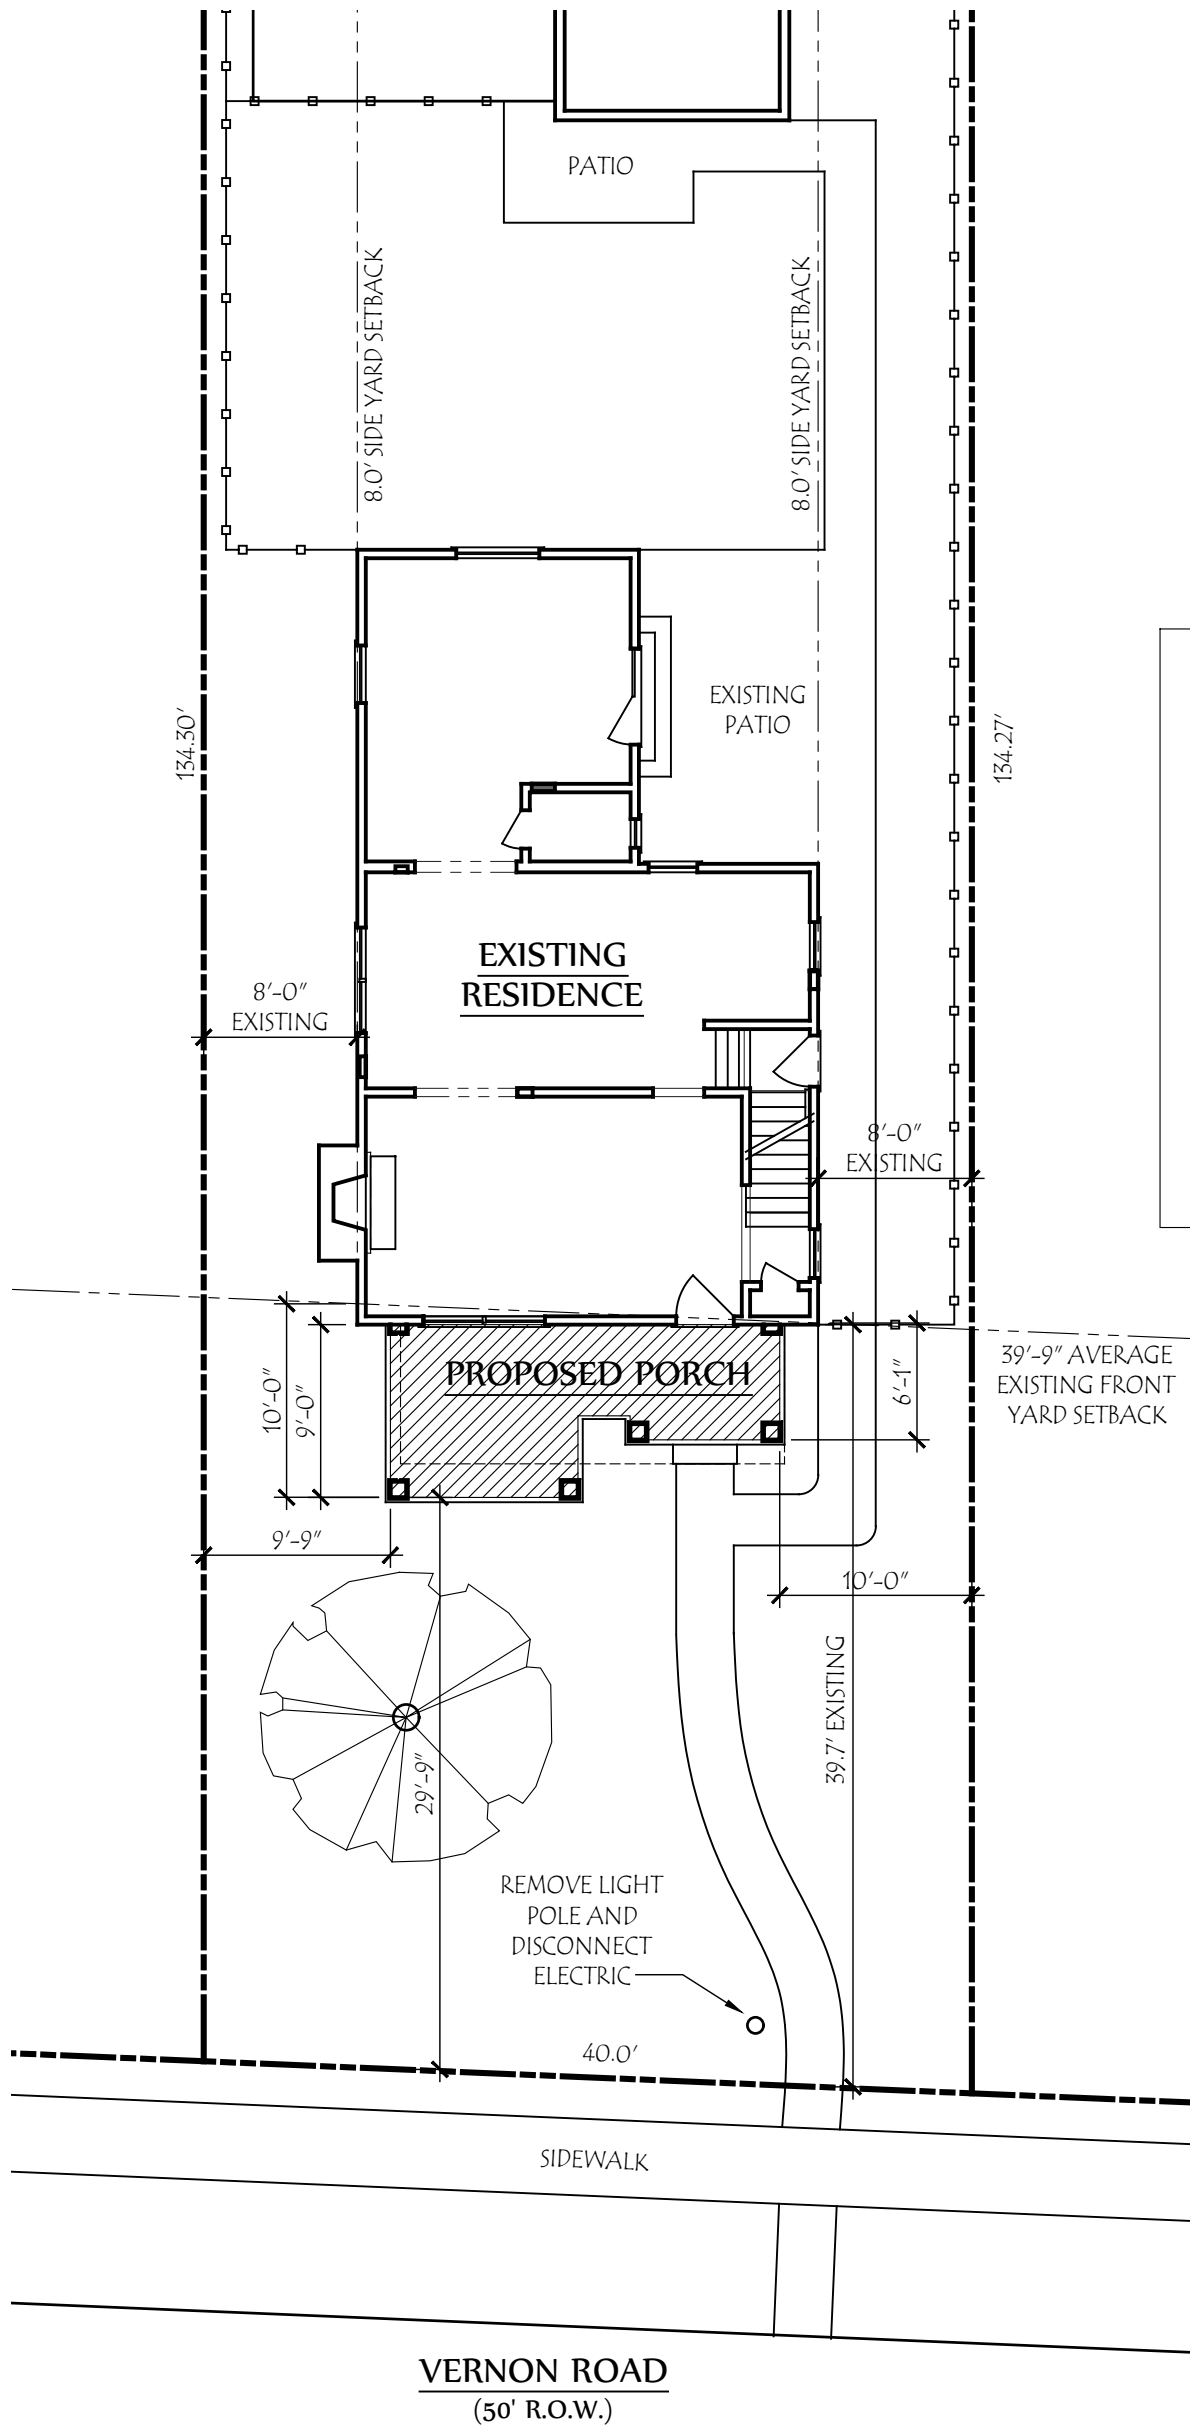 PATIO
8.0' SIDE YARD SETBACK
8.0' SIDE YARD SETBACK
134.30'
EXISTING
PATIO
134.27'
EXISTING
RESIDENCE
8'-0"
EXISTING
8'-0"
EXISTING
10'-0"
9'-0"
PROPOSED PORCH
6'-1"
39'-9" AVERAGE
EXISTING FRONT
YARD SETBACK
9'-9"
10'-0"
29'-9"
39.7' EXISTING
REMOVE LIGHT
POLE AND
DISCONNECT
ELECTRIC
40.0'
SIDEWALK
VERNON ROAD
(50' R.O.W.)